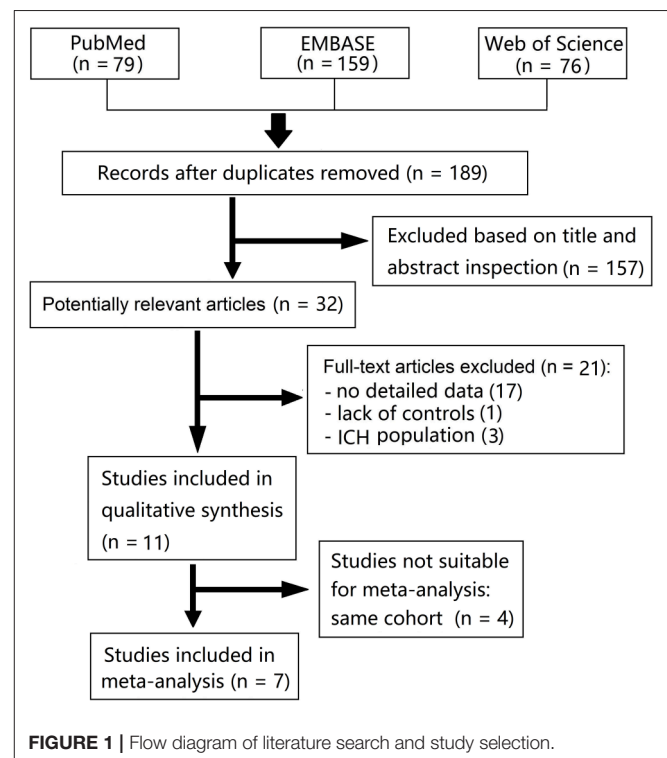 PubMed
(n = 79)
EMBASE
(n = 159)
Web of Science
(n = 76)
Records after duplicates removed (n = 189)
Excluded based on title and
abstract inspection (n = 157)
Potentially relevant articles (n = 32)
Full-text articles excluded (n = 21):
- no detailed data (17)
- lack of controls (1)
- ICH population (3)
Studies included in
qualitative synthesis
(n = 11)
Studies not suitable
for meta-analysis:
same cohort (n = 4)
Studies included in
meta-analysis (n = 7)
FIGURE 1 | Flow diagram of literature search and study selection.